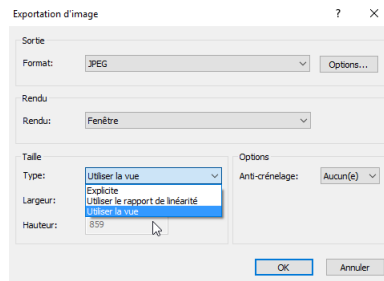 Exportation d'image ? ×
Sortie
Format: JPEG Options...
Rendu
Rendu: Fenêtre
Taille Options
Type: Utiliser la vue Anti-crénelage: Aucun(e)
Explicite
Largeur: Utiliser le rapport de linéarité
Utiliser la vue
Hauteur: 859
OK Annuler